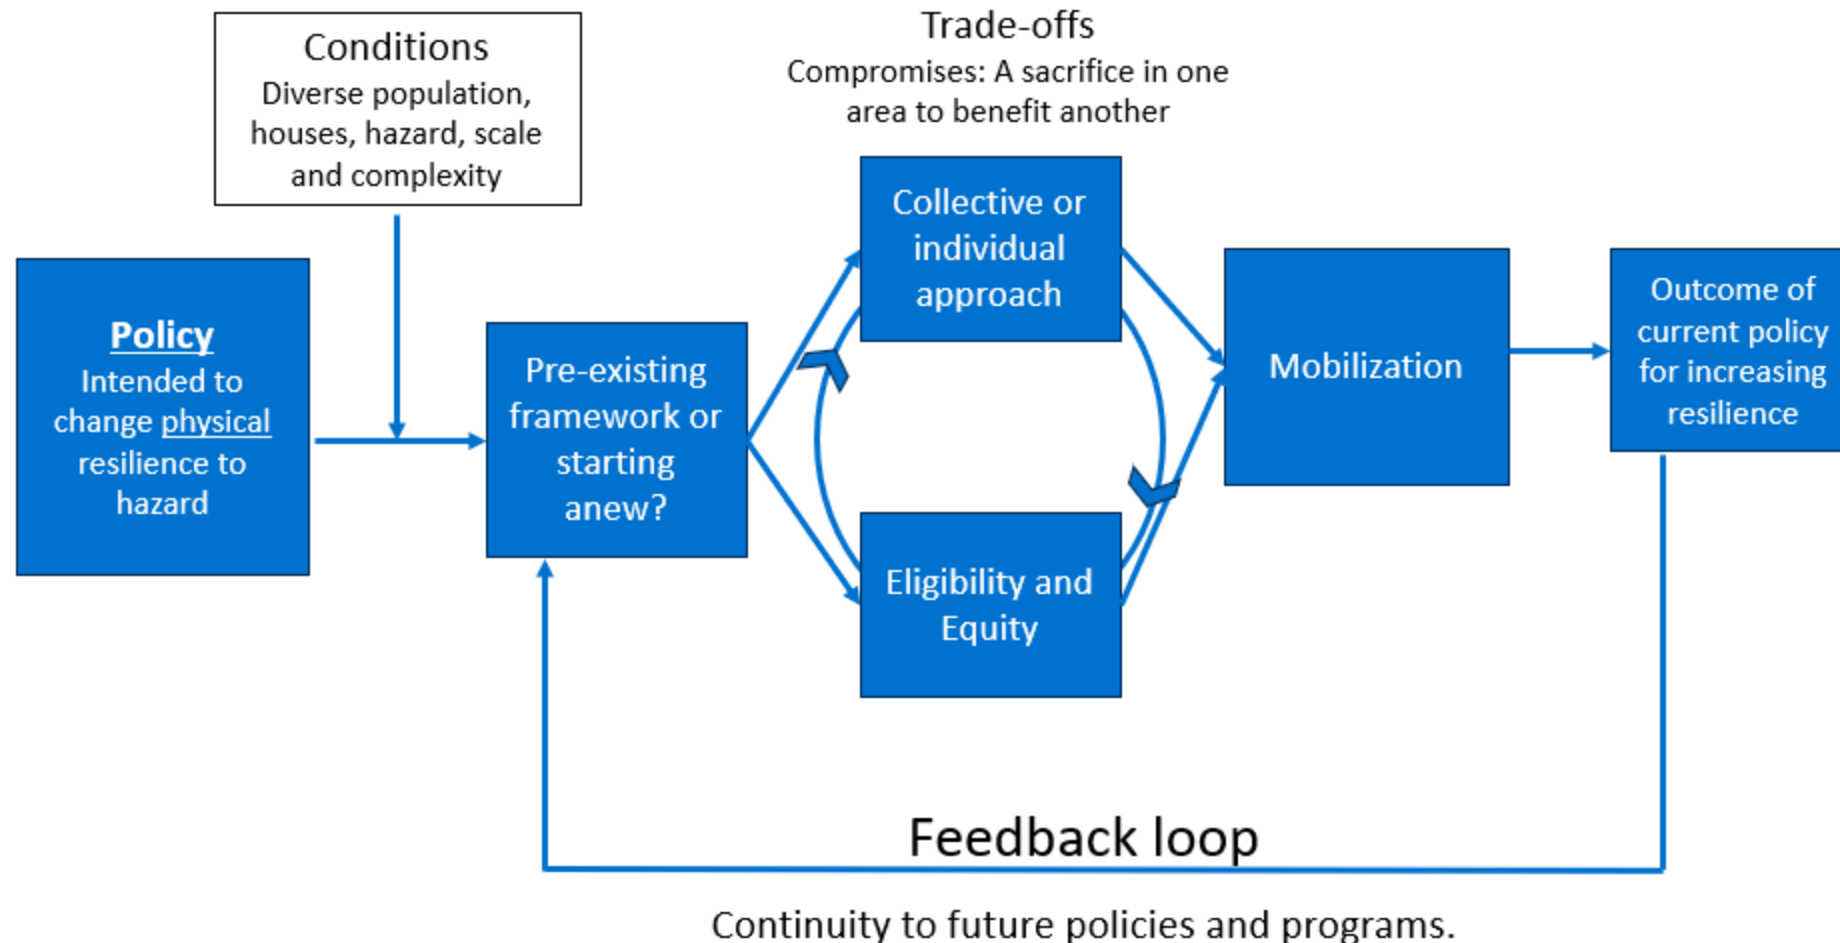 Conditions
Diverse population,
houses, hazard, scale
and complexity
Trade-offs
Compromises: A sacrifice in one
area to benefit another
Policy
Intended to
change physical
resilience to
hazard
Pre-existing
framework or
starting
anew?
Collective or
individual
approach
Eligibility and
Equity
Mobilization
Outcome of
current policy
for increasing
resilience
Feedback loop
Continuity to future policies and programs.